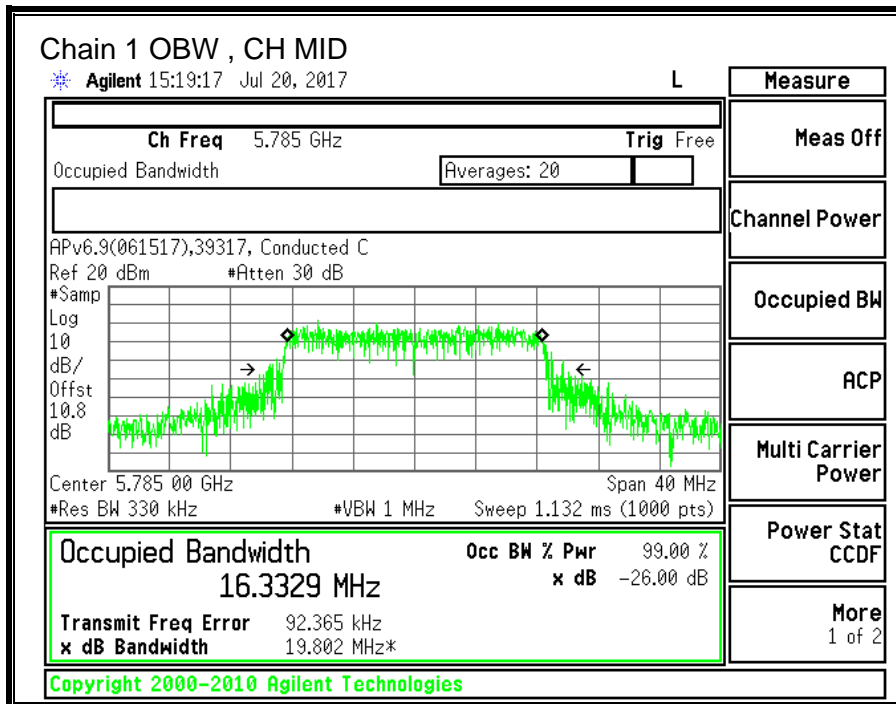 Chain 1 OBW , CH MID
Agilent 15:19:17 Jul 20, 2017 L
Measure
Ch Freq 5.785 GHz Trig Free
Occupied Bandwidth Averages: 20
APv6.9(061517),39317, Conducted C
Ref 20 dBm #Atten 30 dB
#Samp
Log
10
dB/
Offst
10.8
dB
Center 5.785 00 GHz Span 40 MHz
#Res BW 330 kHz #VBW 1 MHz Sweep 1.132 ms (1000 pts)
Occupied Bandwidth Occ BW % Pwr 99.00 %
16.3329 MHz x dB -26.00 dB
Transmit Freq Error 92.365 kHz
x dB Bandwidth 19.802 MHz*
Copyright 2000-2010 Agilent Technologies
Meas Off
Channel Power
Occupied BW
ACP
Multi Carrier
Power
Power Stat
CCDF
More
1 of 2